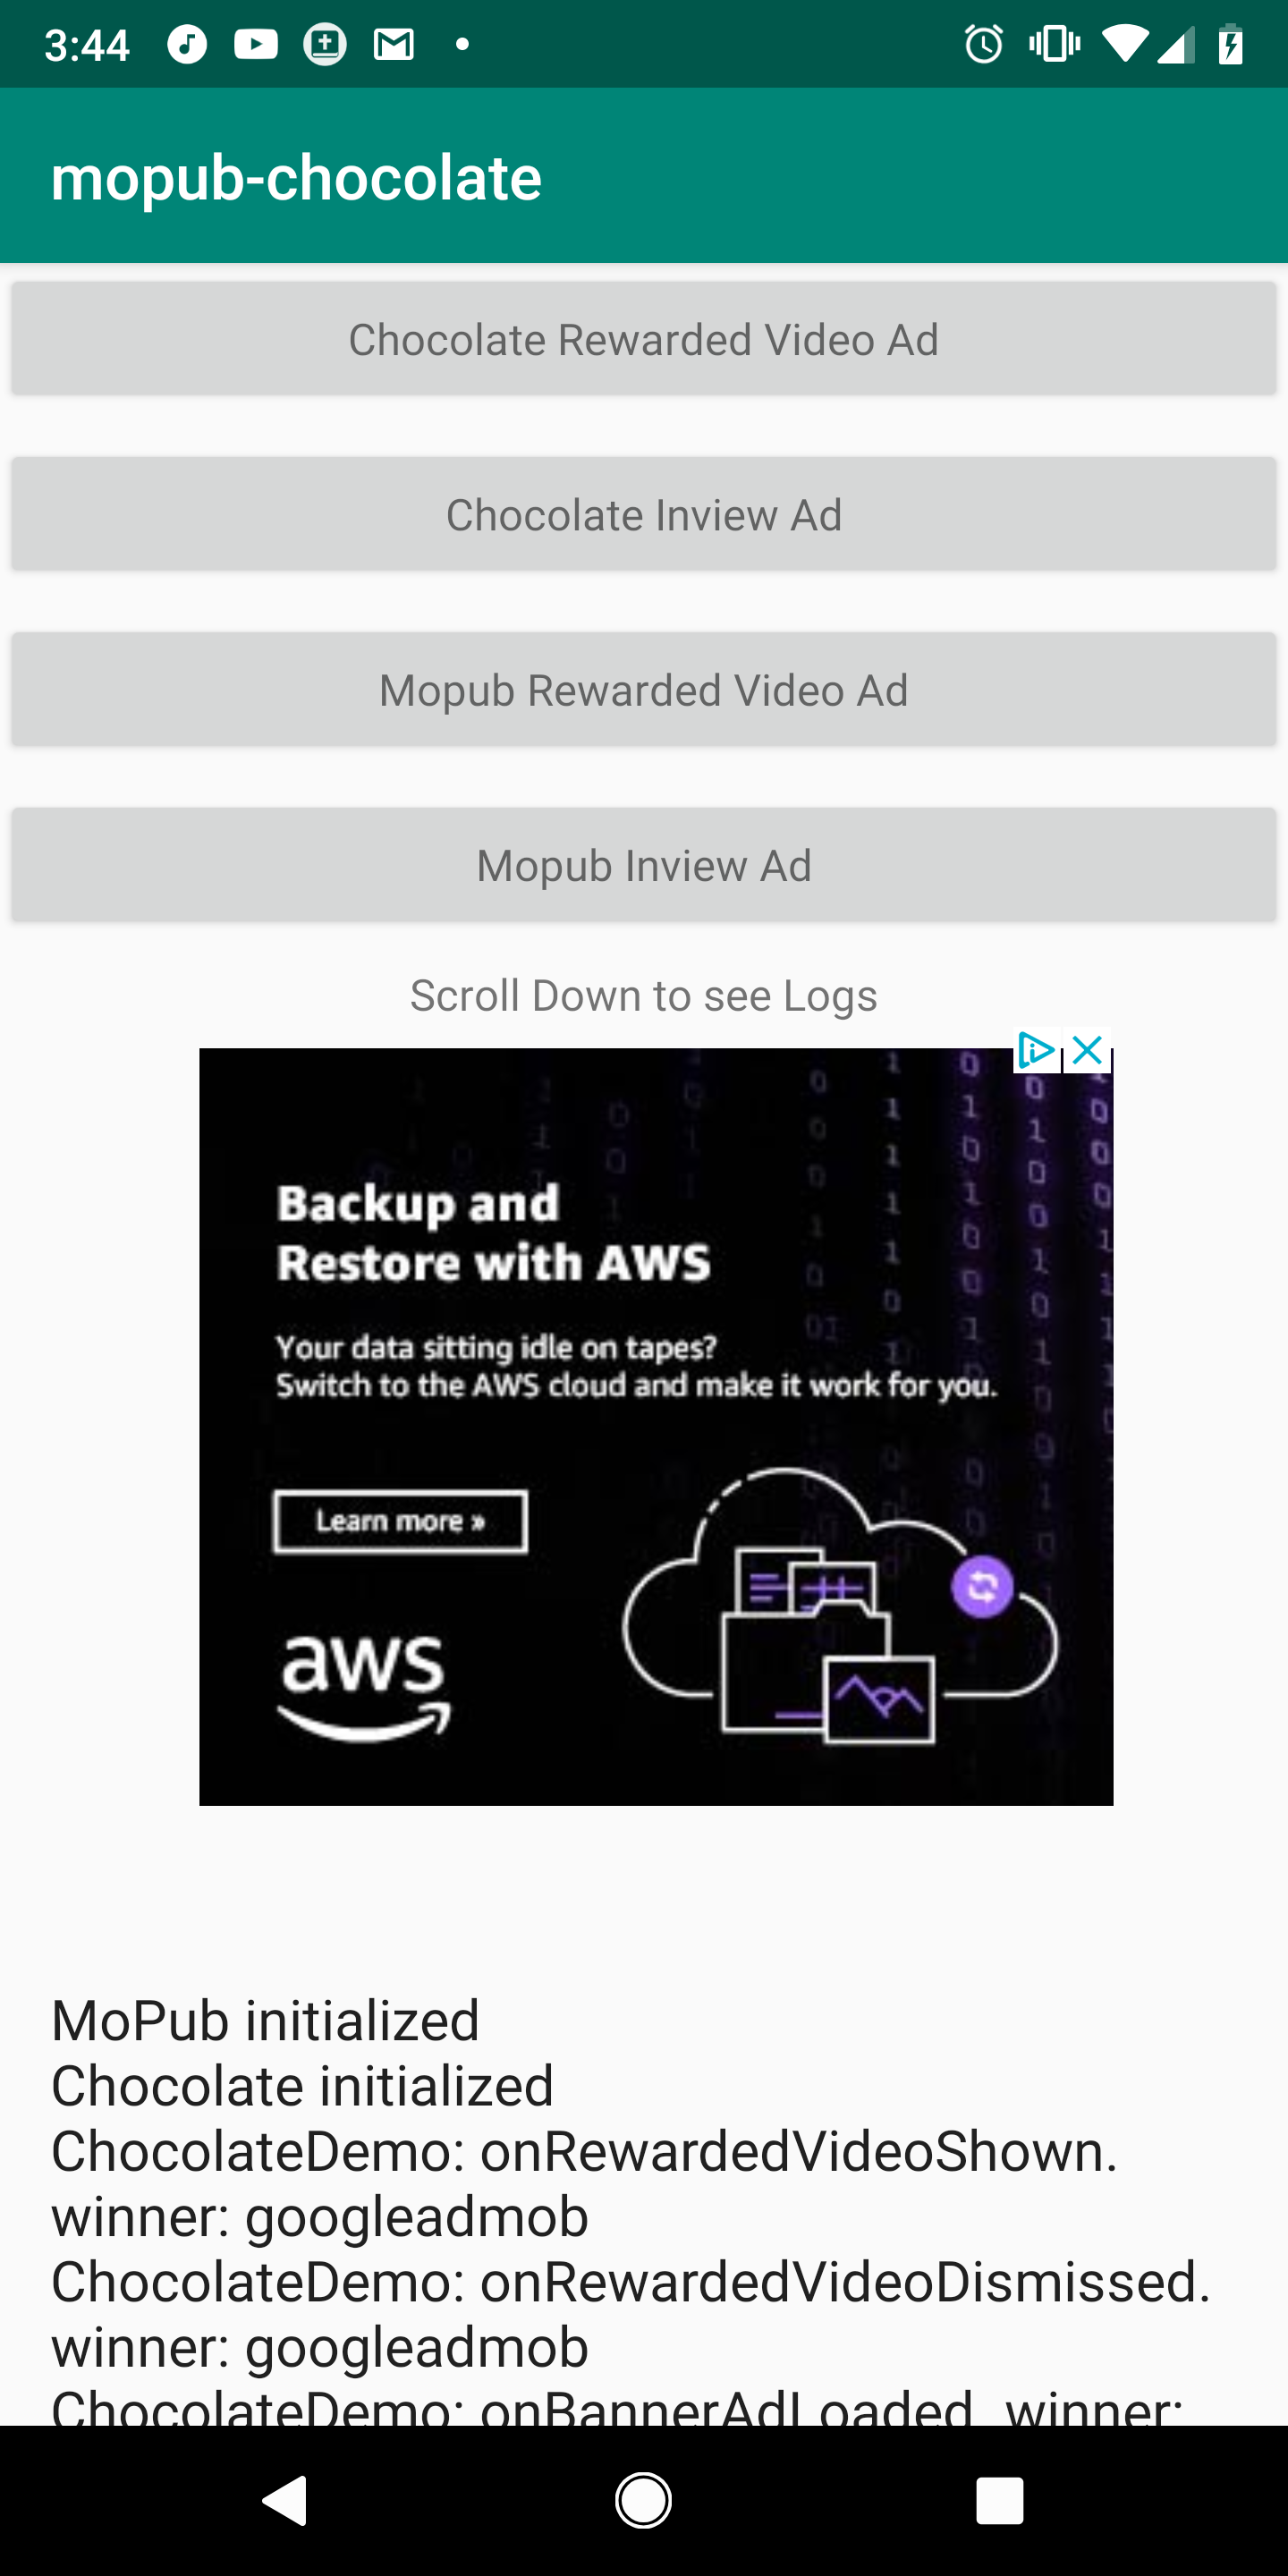 3:44
mopub-chocolate
Chocolate Rewarded Video Ad
Chocolate Inview Ad
Mopub Rewarded Video Ad
Mopub Inview Ad
Scroll Down to see Logs
Backup and
Restore with AWS
Your data sitting idle on tapes?
Switch to the AWS cloud and make it work for you.
Learn more »
aws
MoPub initialized
Chocolate initialized
ChocolateDemo: onRewardedVideoShown.
winner: googleadmob
ChocolateDemo: onRewardedVideoDismissed.
winner: googleadmob
ChocolateDemo: onBannerAdLoaded. winner: